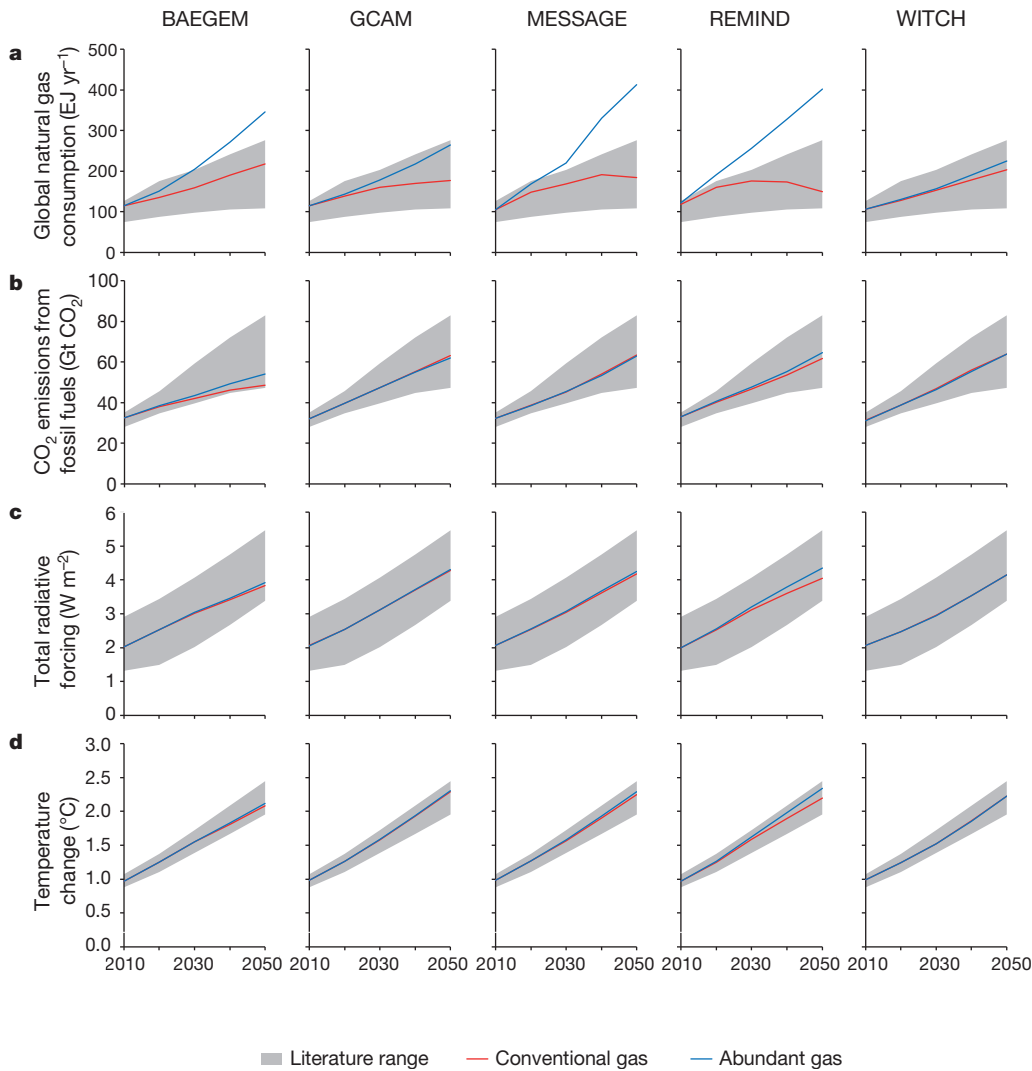 BAEGEM GCAM MESSAGE REMIND WITCH
a
Global natural gas
consumption (EJ yr⁻¹)
500
400
300
200
100
0
b
CO₂ emissions from
fossil fuels (Gt CO₂)
100
80
60
40
20
0
c
Total radiative
forcing (W m⁻²)
6
5
4
3
2
1
0
d
Temperature
change (°C)
3.0
2.5
2.0
1.5
1.0
0.5
0.0
2010 2030 2050 2010 2030 2050 2010 2030 2050 2010 2030 2050 2010 2030 2050
Literature range Conventional gas Abundant gas